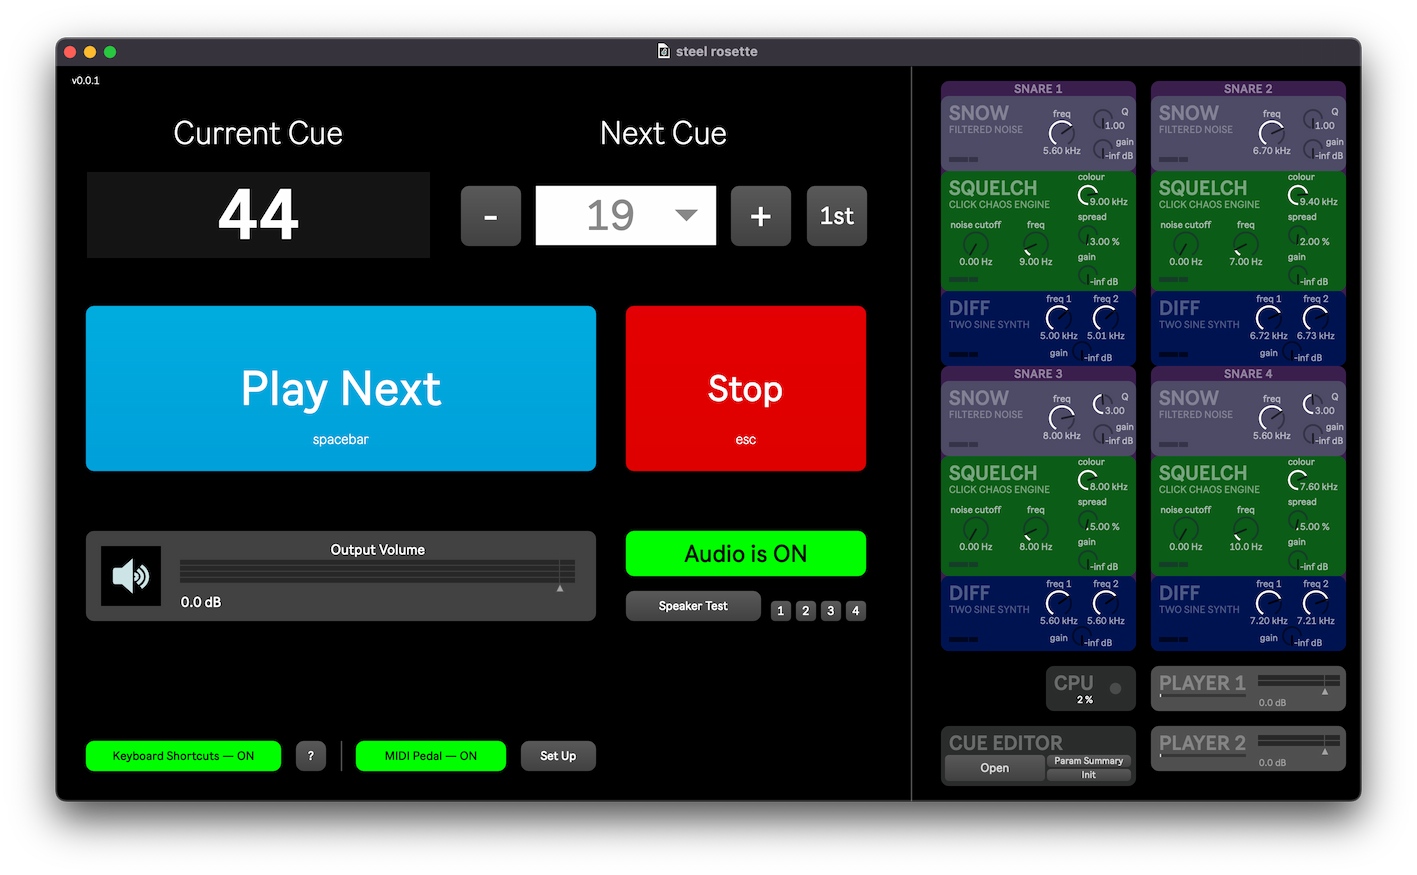 steel rosette
v0.0.1
Current Cue
Next Cue
44
-
19
+
1st
Play Next
spacebar
Stop
esc
Output Volume
0.0 dB
Audio is ON
Speaker Test
1 2 3 4
Keyboard Shortcuts — ON
?
MIDI Pedal — ON
Set Up
SNARE 1
SNOW
FILTERED NOISE
freq
5.60 kHz
Q
1.00
gain
-inf dB
SQUELCH
CLICK CHAOS ENGINE
colour
9.00 kHz
spread
3.00 %
noise cutoff
0.00 Hz
freq
9.00 Hz
gain
-inf dB
DIFF
TWO SINE SYNTH
freq 1
5.00 kHz
freq 2
5.01 kHz
gain
-inf dB
SNARE 2
SNOW
FILTERED NOISE
freq
6.70 kHz
Q
1.00
gain
-inf dB
SQUELCH
CLICK CHAOS ENGINE
colour
9.40 kHz
spread
2.00 %
noise cutoff
0.00 Hz
freq
7.00 Hz
gain
-inf dB
DIFF
TWO SINE SYNTH
freq 1
6.72 kHz
freq 2
6.73 kHz
gain
-inf dB
SNARE 3
SNOW
FILTERED NOISE
freq
8.00 kHz
Q
3.00
gain
-inf dB
SQUELCH
CLICK CHAOS ENGINE
colour
8.00 kHz
spread
5.00 %
noise cutoff
0.00 Hz
freq
8.00 Hz
gain
-inf dB
DIFF
TWO SINE SYNTH
freq 1
5.60 kHz
freq 2
5.60 kHz
gain
-inf dB
SNARE 4
SNOW
FILTERED NOISE
freq
5.60 kHz
Q
3.00
gain
-inf dB
SQUELCH
CLICK CHAOS ENGINE
colour
7.60 kHz
spread
5.00 %
noise cutoff
0.00 Hz
freq
10.0 Hz
gain
-inf dB
DIFF
TWO SINE SYNTH
freq 1
7.20 kHz
freq 2
7.21 kHz
gain
-inf dB
CPU
2 %
PLAYER 1
0.0 dB
CUE EDITOR
Open
Param Summary
Init
PLAYER 2
0.0 dB